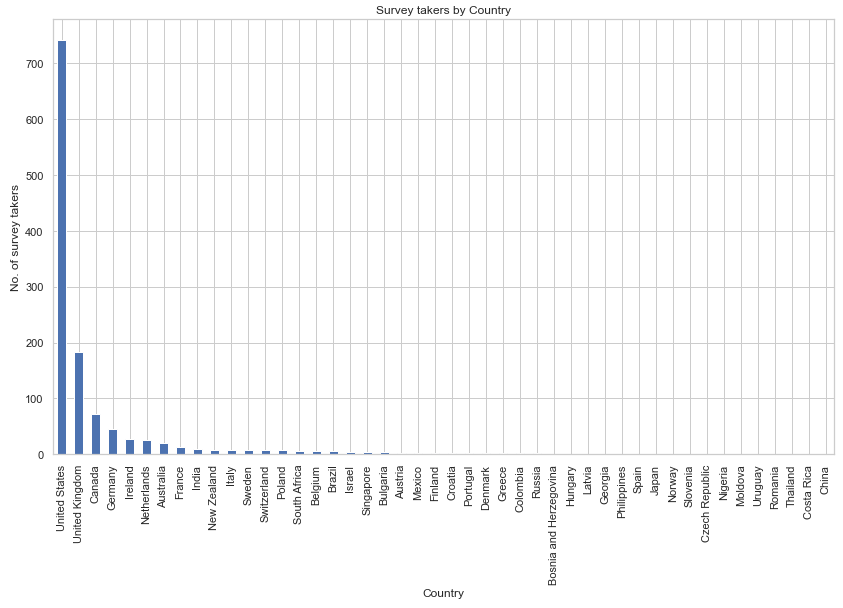 Survey takers by Country
No. of survey takers
700
600
500
400
300
200
100
0
United States
United Kingdom
Canada
Germany
Ireland
Netherlands
Australia
France
India
New Zealand
Italy
Sweden
Switzerland
Poland
South Africa
Belgium
Brazil
Israel
Singapore
Bulgaria
Austria
Mexico
Finland
Croatia
Portugal
Denmark
Greece
Colombia
Russia
Bosnia and Herzegovina
Hungary
Latvia
Georgia
Philippines
Spain
Japan
Norway
Slovenia
Czech Republic
Nigeria
Moldova
Uruguay
Romania
Thailand
Costa Rica
China
Country